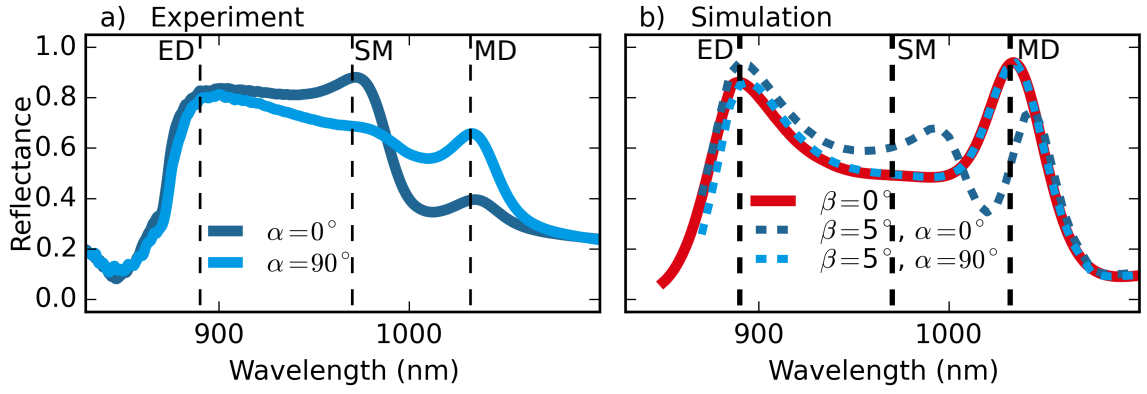 a) Experiment
b) Simulation
1.0
0.8
0.6
0.4
0.2
0.0
Reflectance
ED
SM
MD
α=0°
α=90°
900
1000
Wavelength (nm)
ED
SM
MD
β=0°
β=5°, α=0°
β=5°, α=90°
900
1000
Wavelength (nm)